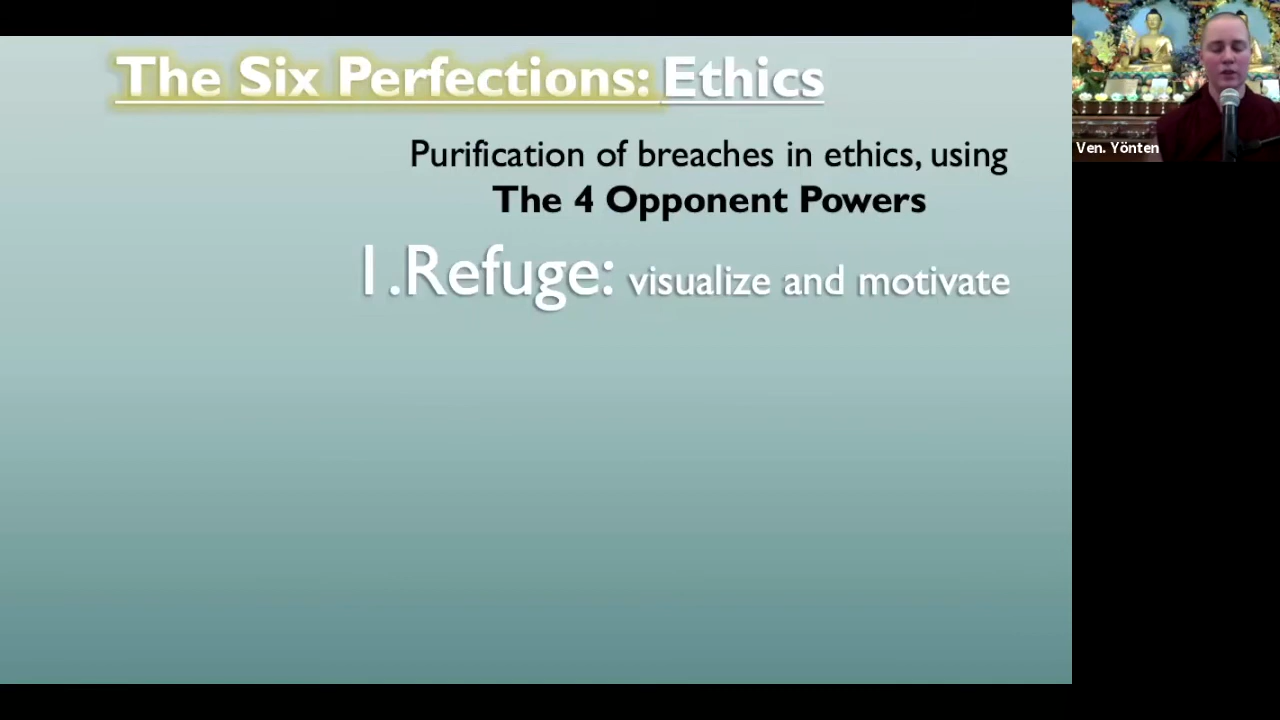 The Six Perfections: Ethics
Purification of breaches in ethics, using
The 4 Opponent Powers
1.Refuge: visualize and motivate
Ven. Yönten